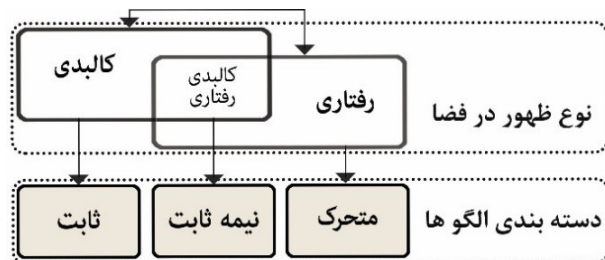 کالبدی
کالبدی
رفتاری
رفتاری
نوع ظهور در فضا
دسته بندی الگو ها
متحرک
نیمه ثابت
ثابت